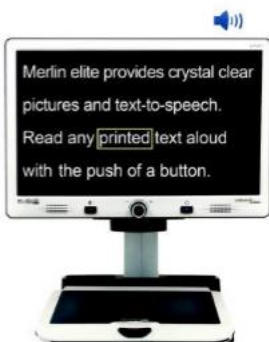 Merlin elite provides crystal clear
pictures and text-to-speech.
Read any printed text aloud
with the push of a button.